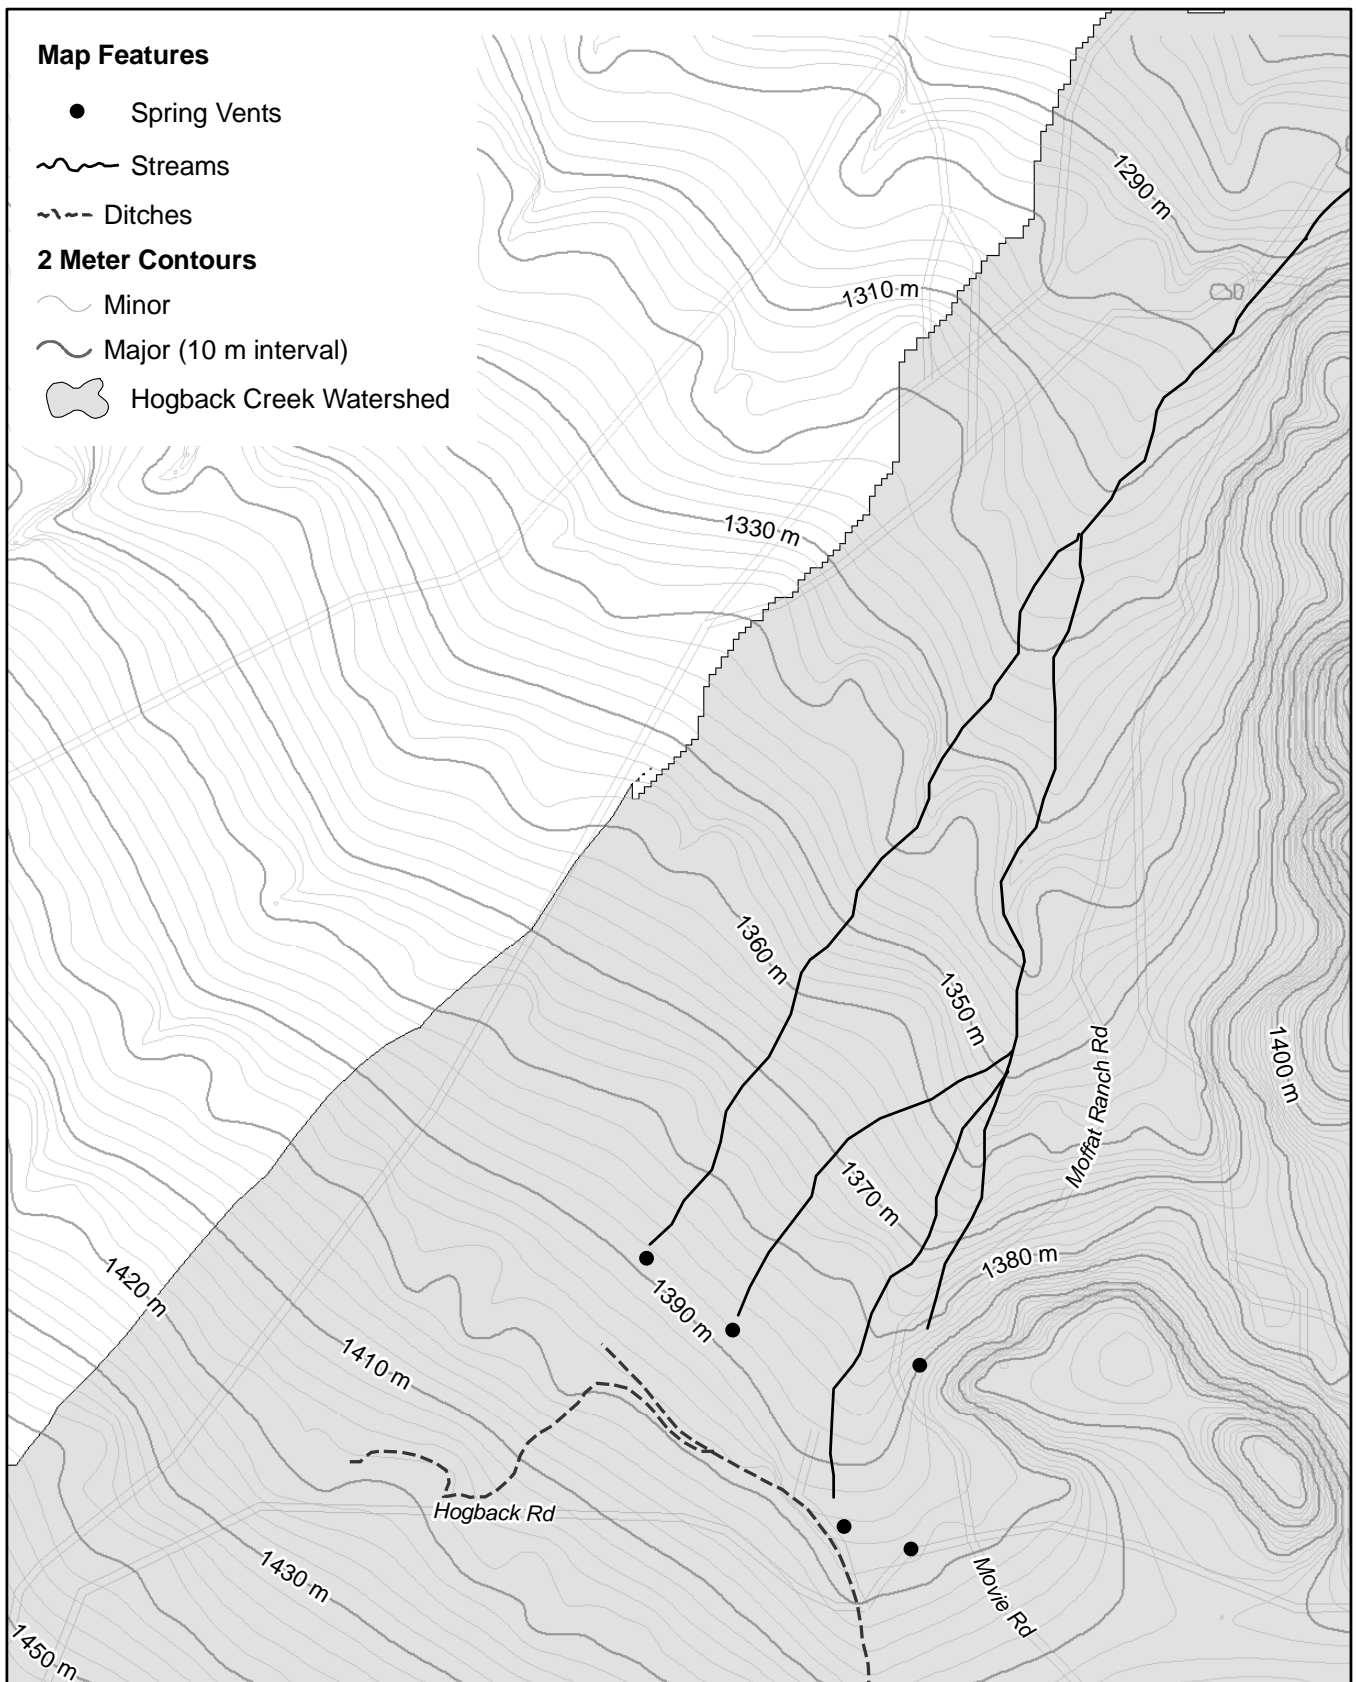 Map Features
Spring Vents
Streams
Ditches
2 Meter Contours
Minor
Major (10 m interval)
Hogback Creek Watershed
1290 m
1310 m
1330 m
1360 m
1350 m
1400 m
Moffat Ranch Rd
1370 m
1380 m
1420 m
1390 m
1410 m
Hogback Rd
1430 m
Movie Rd
1450 m